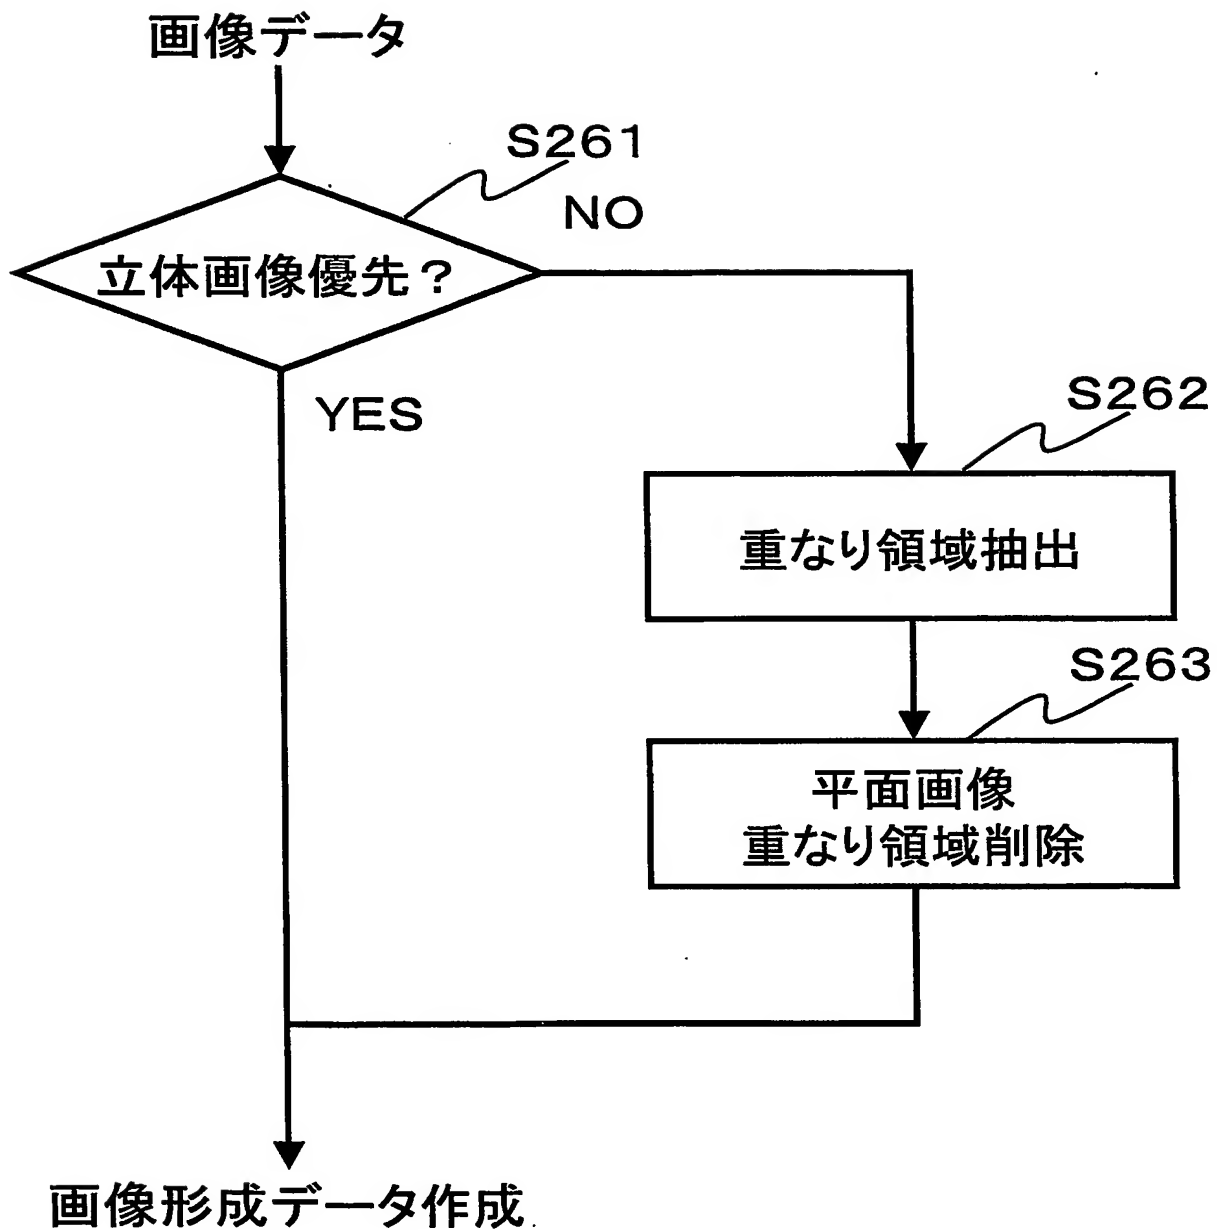 画像データ
S261
NO
立体画像優先?
YES
S262
重なり領域抽出
S263
平面画像
重なり領域削除
画像形成データ作成